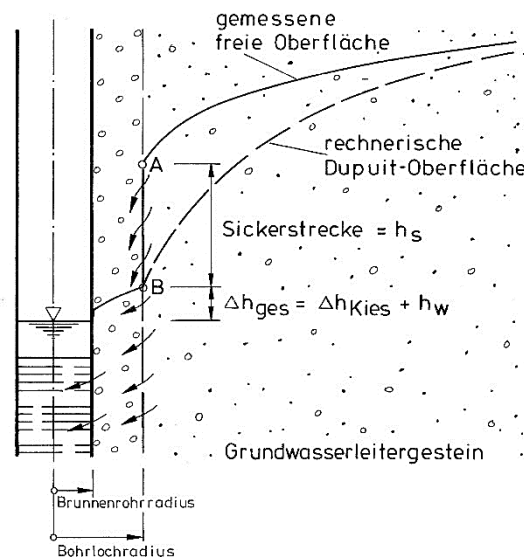 gemessene
freie Oberfläche
A
rechnerische
Dupuit-Oberfläche
Sickerstrecke = hs
B
Δhges = ΔhKies + hw
Grundwasserleitergestein
Brunnenrohrradius
Bohrlochradius